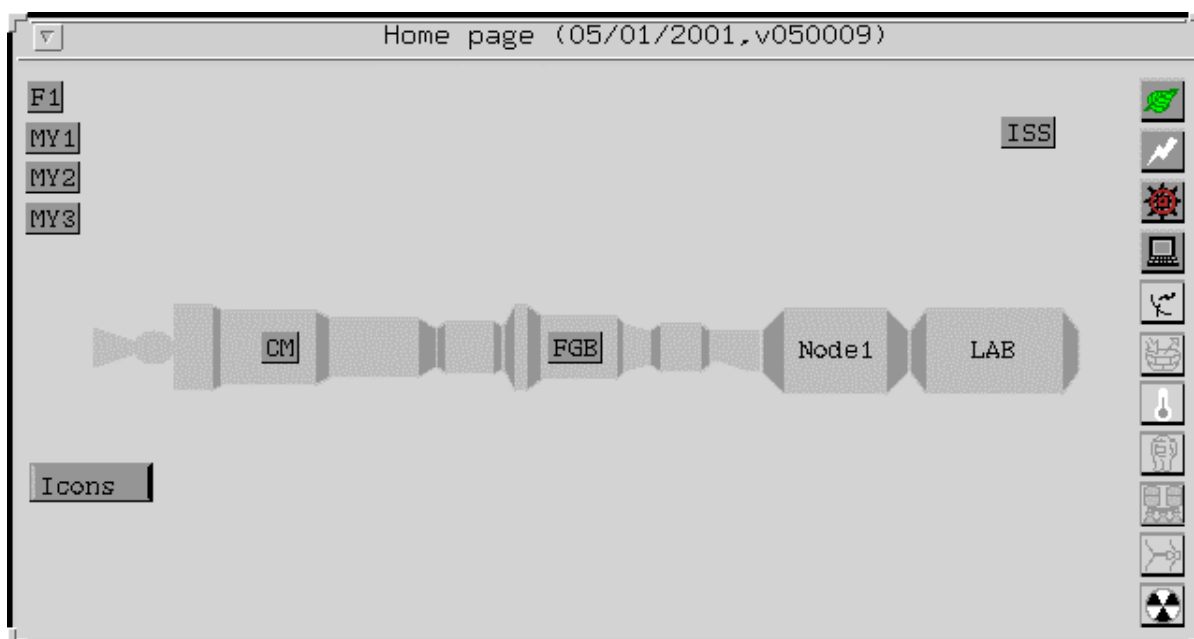 Home page (05/01/2001,v050009)
F1
MY1
ISS
MY2
MY3
CM
FGB
Node1
LAB
Icons